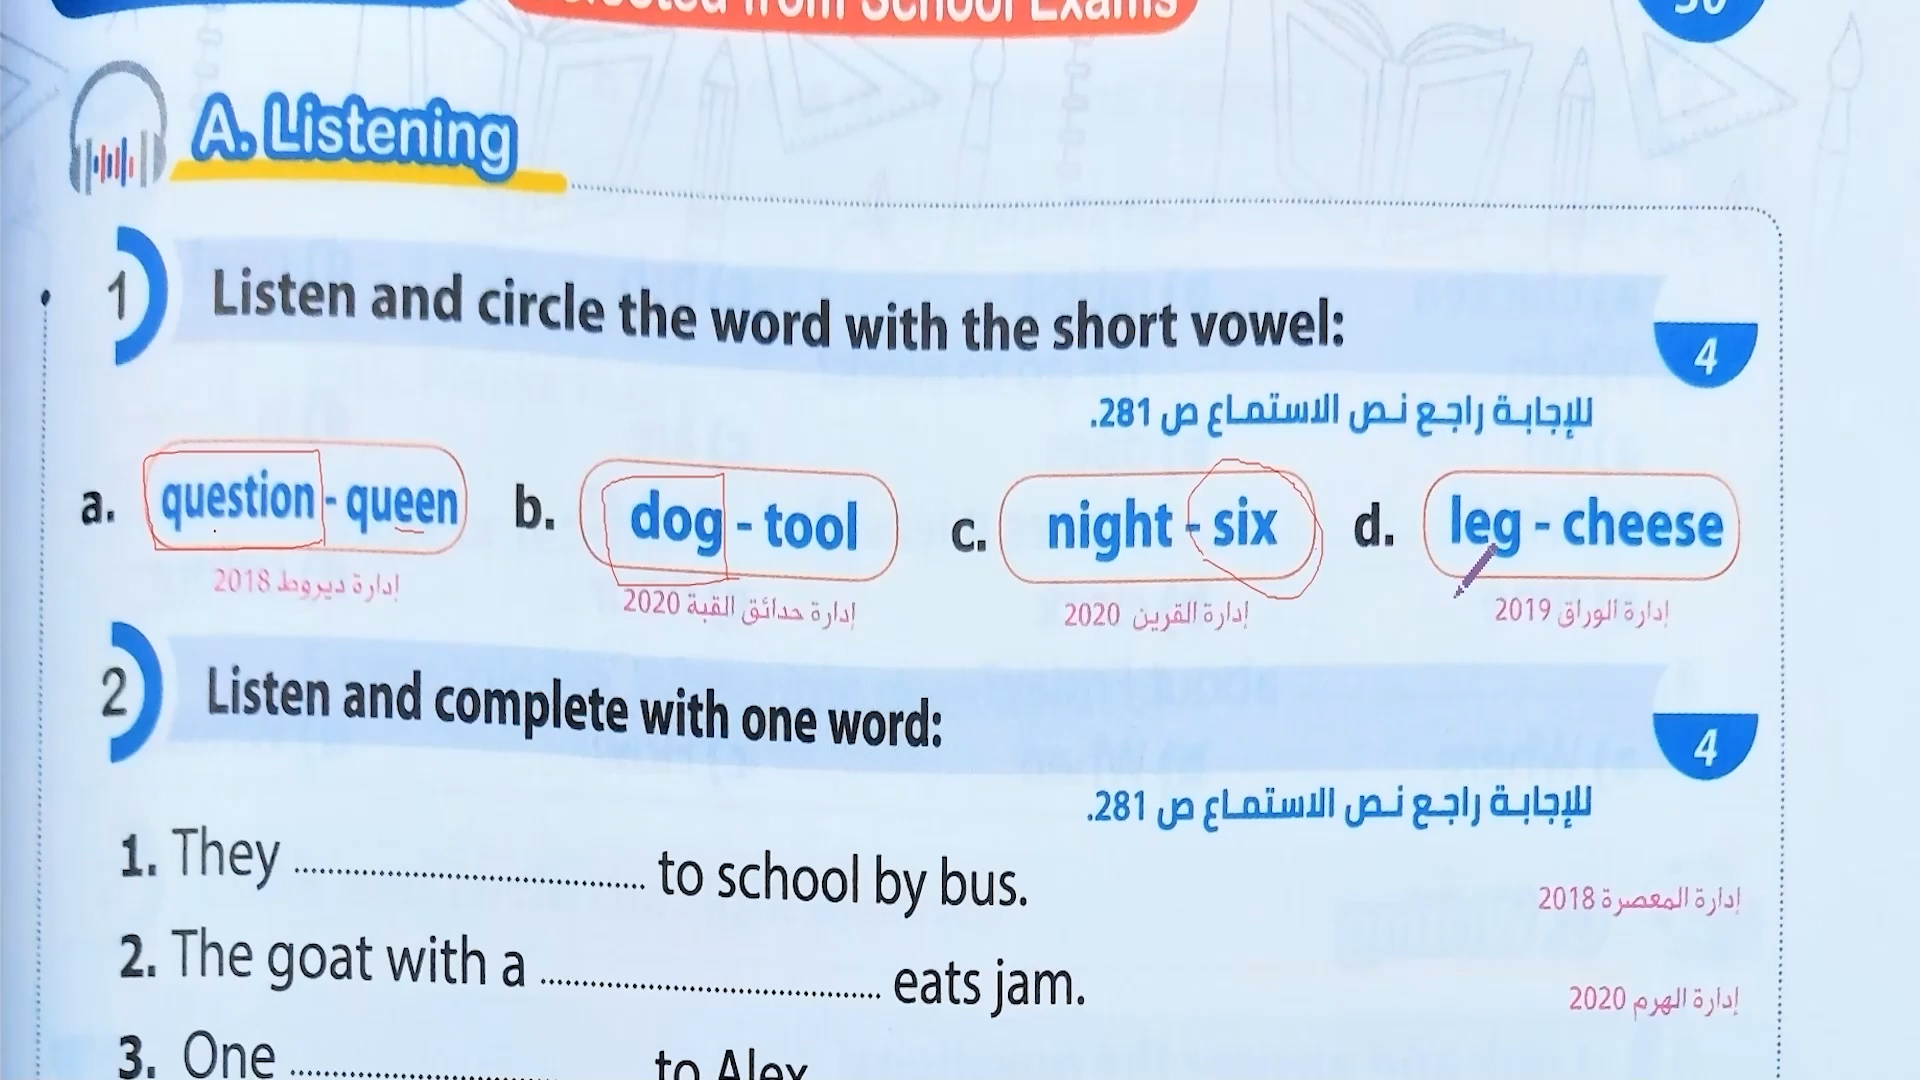 from School Exams
A. Listening
1 Listen and circle the word with the short vowel:
4
للإجابة راجع نص الاستماع ص 281.
a. question - queen b. dog - tool c. night - six d. leg - cheese
إدارة ديروط 2018 إدارة حدائق القبة 2020 إدارة القرين 2020 إدارة الوراق 2019
2 Listen and complete with one word:
4
للإجابة راجع نص الاستماع ص 281.
1. They ........................ to school by bus.
إدارة المعصرة 2018
2. The goat with a ........................ eats jam.
إدارة الهرم 2020
3. One ........................ to Alex